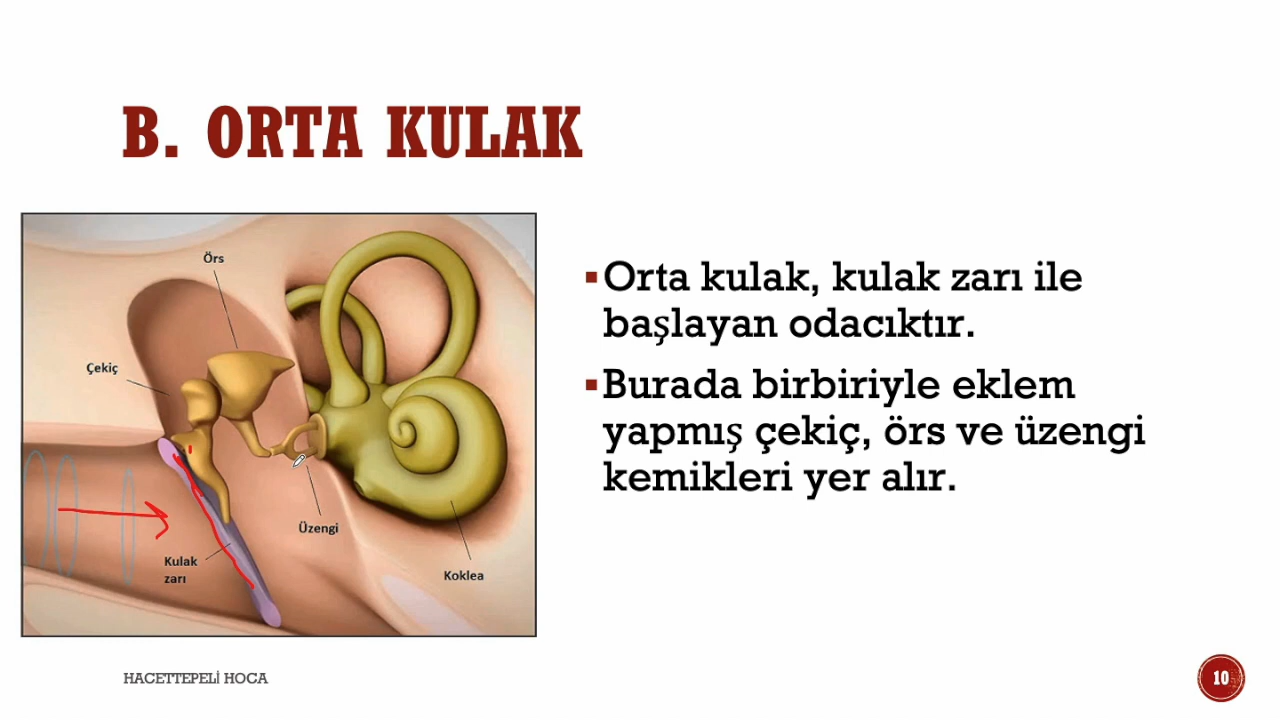 B. ORTA KULAK
Örs
Çekiç
Üzengi
Kulak
zarı
Koklea
▪Orta kulak, kulak zarı ile
başlayan odacıktır.
▪Burada birbiriyle eklem
yapmış çekiç, örs ve üzengi
kemikleri yer alır.
HACETTEPELİ HOCA
10